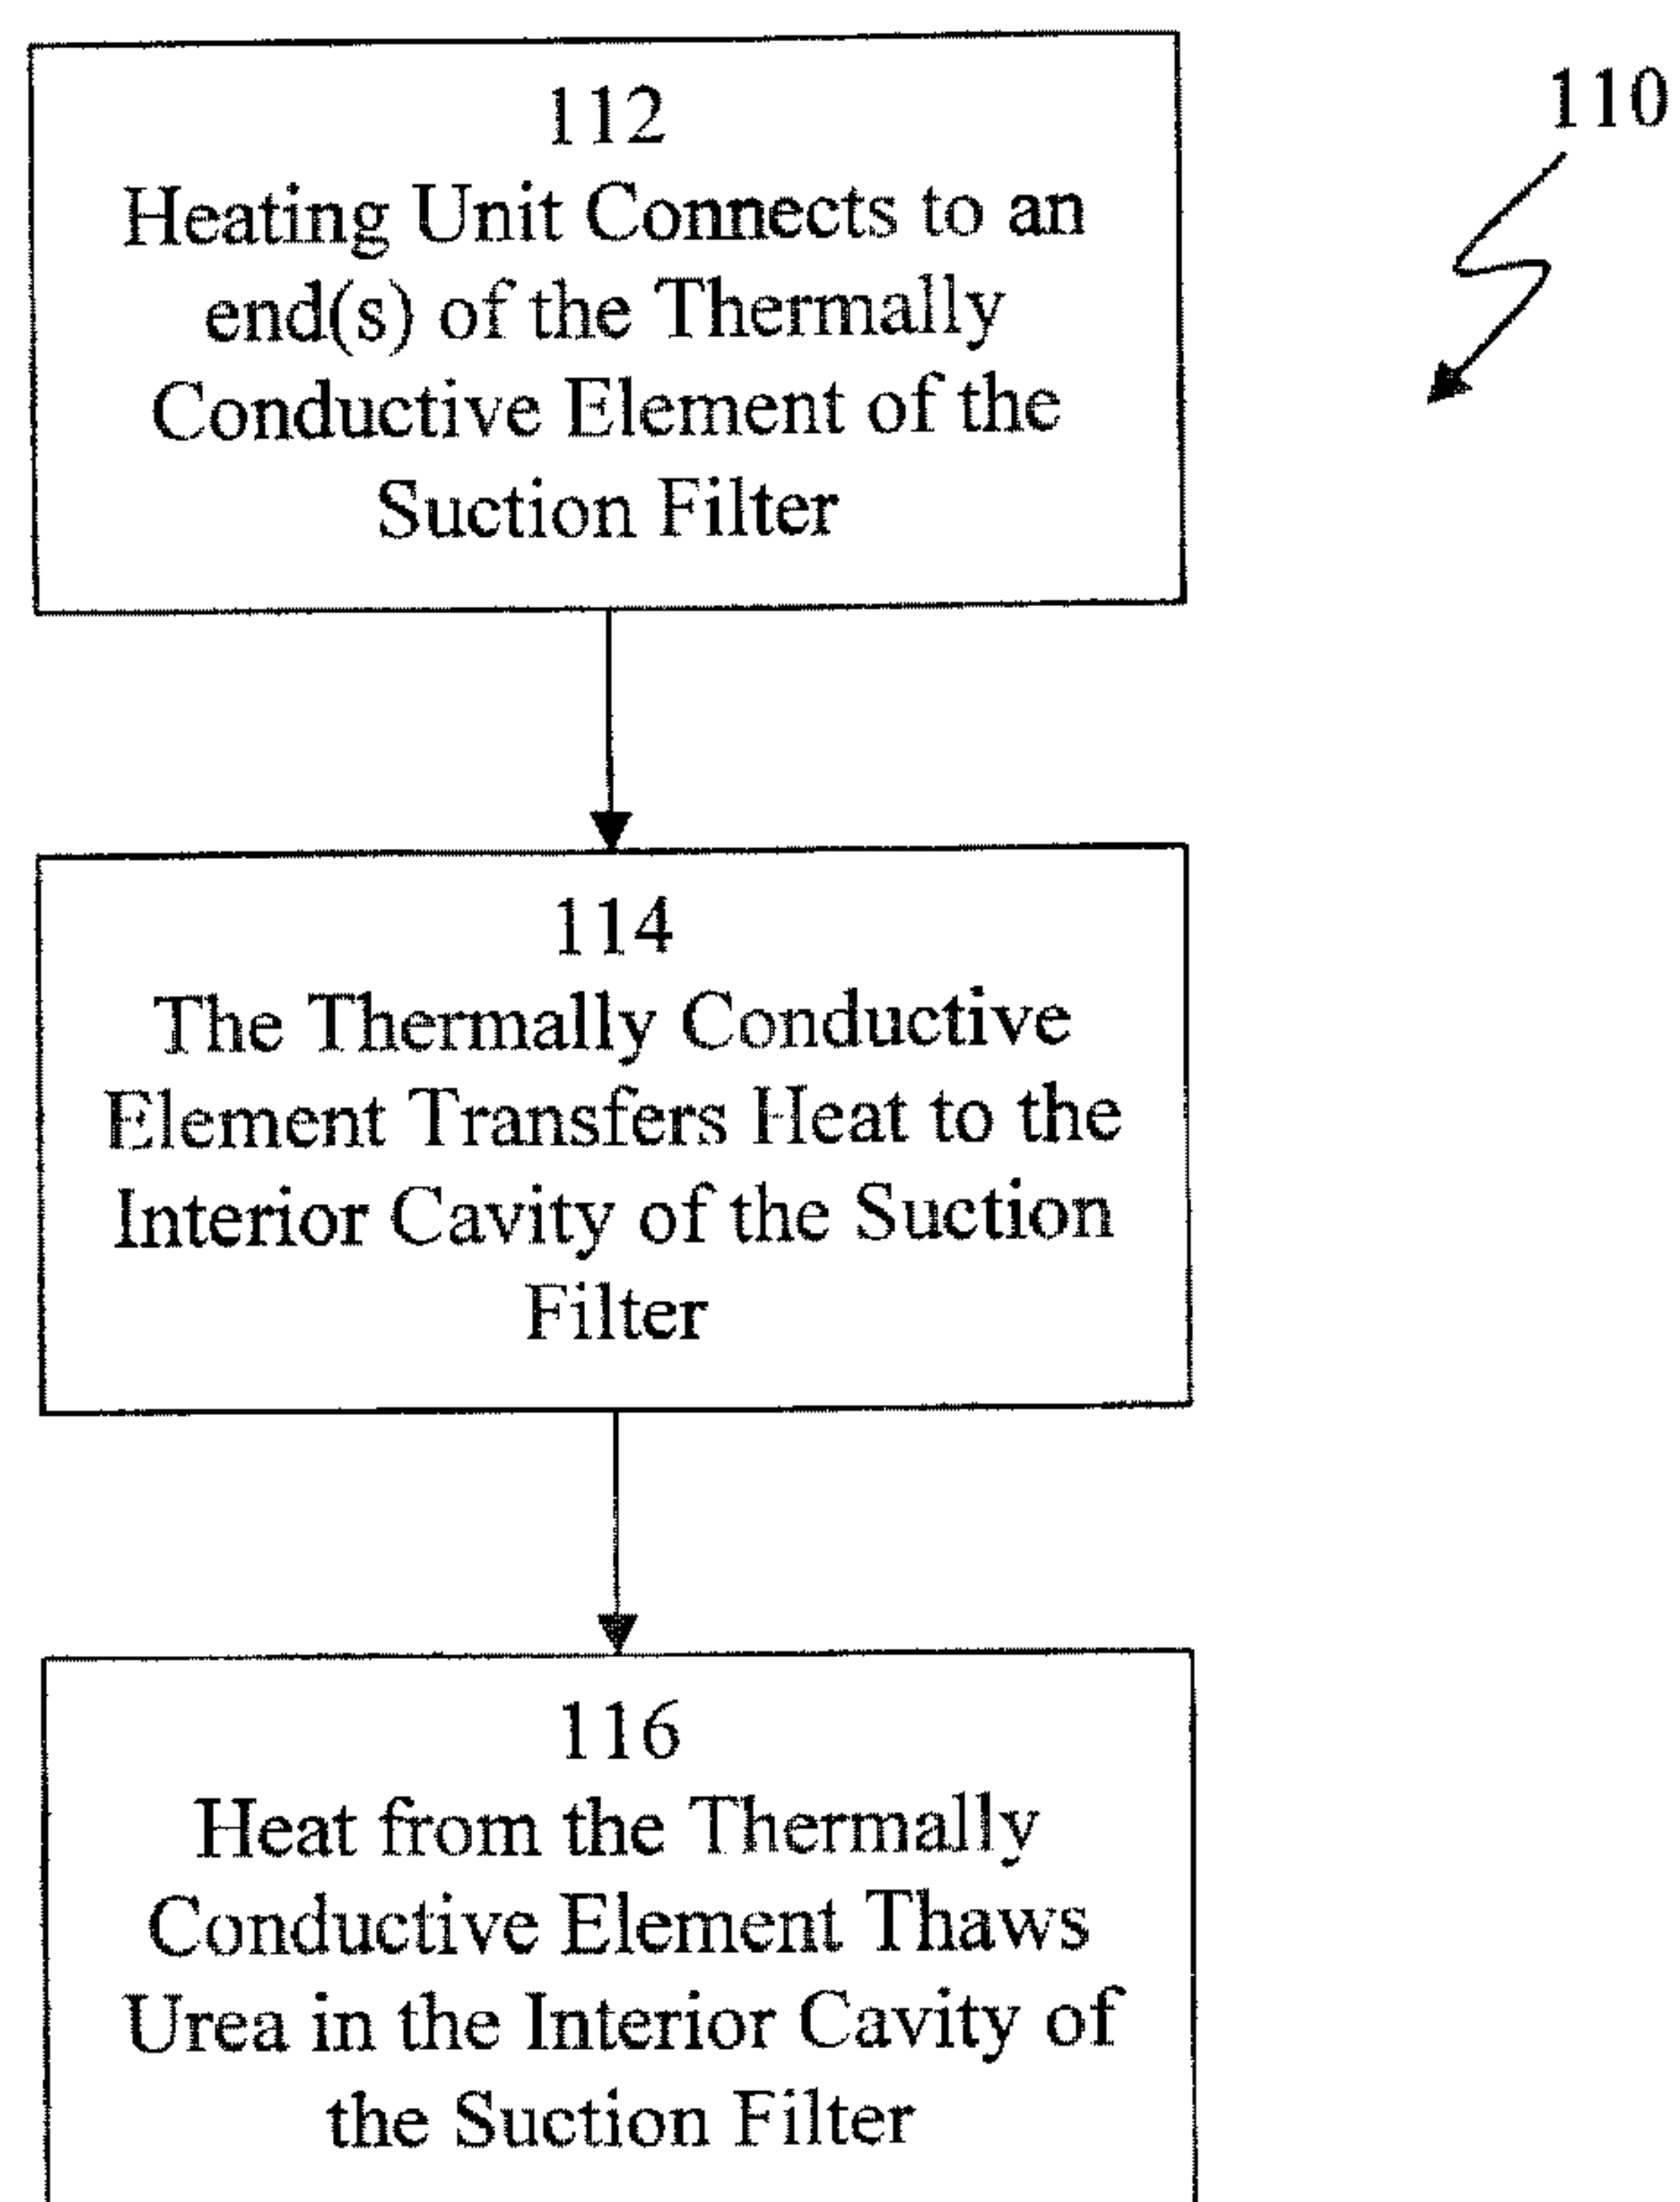 112
Heating Unit Connects to an
end(s) of the Thermally
Conductive Element of the
Suction Filter
110
114
The Thermally Conductive
Element Transfers Heat to the
Interior Cavity of the Suction
Filter
116
Heat from the Thermally
Conductive Element Thaws
Urea in the Interior Cavity of
the Suction Filter